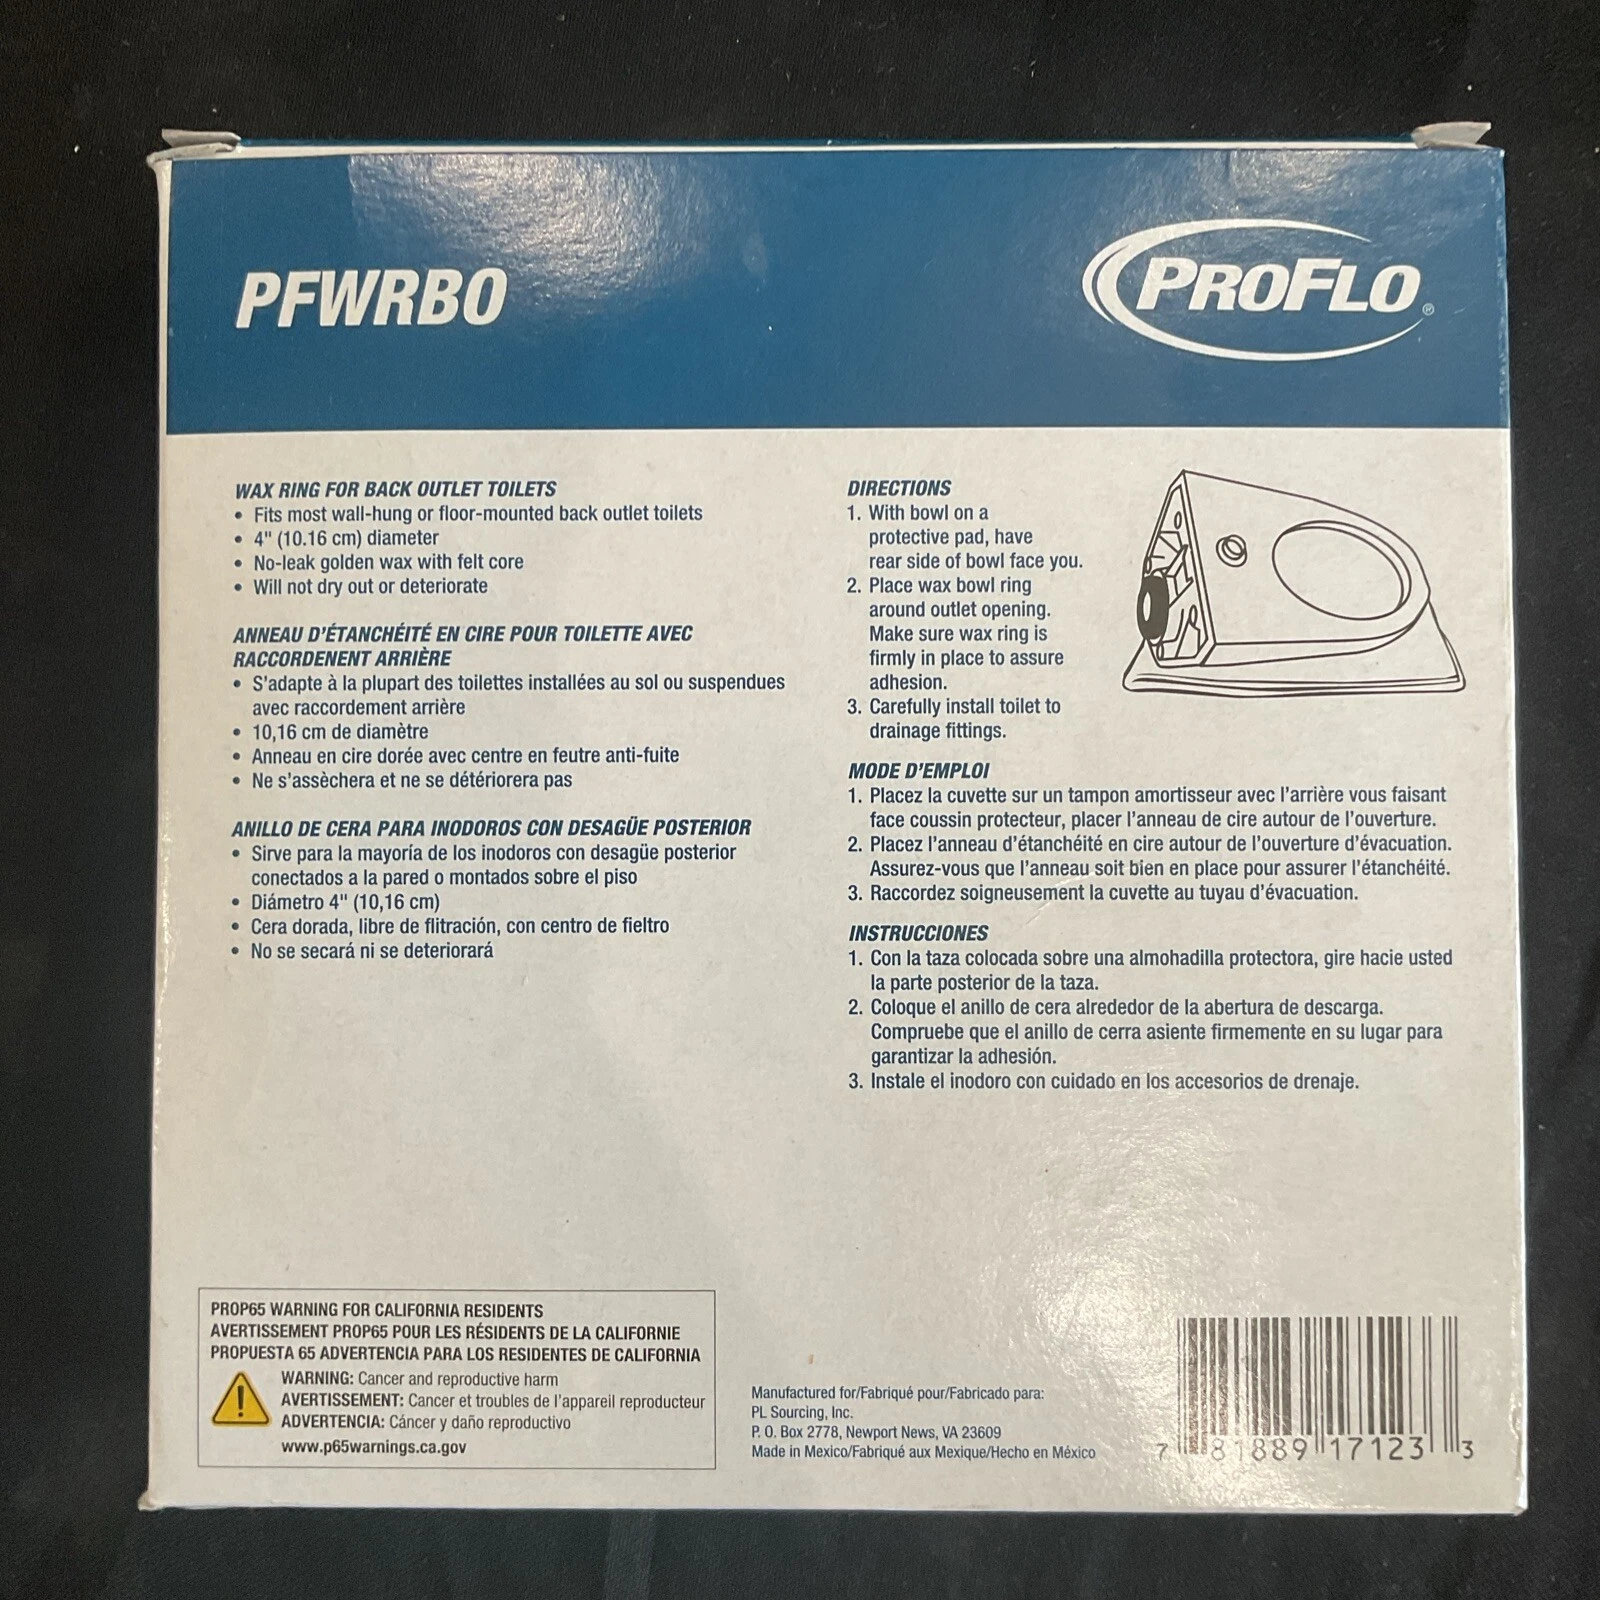 PFWRBO
PROFLO®
WAX RING FOR BACK OUTLET TOILETS
• Fits most wall-hung or floor-mounted back outlet toilets
• 4" (10.16 cm) diameter
• No-leak golden wax with felt core
• Will not dry out or deteriorate
ANNEAU D'ÉTANCHÉITÉ EN CIRE POUR TOILETTE AVEC
RACCORDENENT ARRIÈRE
• S'adapte à la plupart des toilettes installées au sol ou suspendues
avec raccordement arrière
• 10,16 cm de diamètre
• Anneau en cire dorée avec centre en feutre anti-fuite
• Ne s'assèchera et ne se détériorera pas
ANILLO DE CERA PARA INODOROS CON DESAGÜE POSTERIOR
• Sirve para la mayoría de los inodoros con desagüe posterior
conectados a la pared o montados sobre el piso
• Diámetro 4" (10,16 cm)
• Cera dorada, libre de flitración, con centro de fieltro
• No se secará ni se deteriorará
DIRECTIONS
1. With bowl on a
protective pad, have
rear side of bowl face you.
2. Place wax bowl ring
around outlet opening.
Make sure wax ring is
firmly in place to assure
adhesion.
3. Carefully install toilet to
drainage fittings.
MODE D'EMPLOI
1. Placez la cuvette sur un tampon amortisseur avec l'arrière vous faisant
face coussin protecteur, placer l'anneau de cire autour de l'ouverture.
2. Placez l'anneau d'étanchéité en cire autour de l'ouverture d'évacuation.
Assurez-vous que l'anneau soit bien en place pour assurer l'étanchéité.
3. Raccordez soigneusement la cuvette au tuyau d'évacuation.
INSTRUCCIONES
1. Con la taza colocada sobre una almohadilla protectora, gire hacie usted
la parte posterior de la taza.
2. Coloque el anillo de cera alrededor de la abertura de descarga.
Compruebe que el anillo de cerra asiente firmemente en su lugar para
garantizar la adhesión.
3. Instale el inodoro con cuidado en los accesorios de drenaje.
PROP65 WARNING FOR CALIFORNIA RESIDENTS
AVERTISSEMENT PROP65 POUR LES RÉSIDENTS DE LA CALIFORNIE
PROPUESTA 65 ADVERTENCIA PARA LOS RESIDENTES DE CALIFORNIA
WARNING: Cancer and reproductive harm
AVERTISSEMENT: Cancer et troubles de l'appareil reproducteur
ADVERTENCIA: Cáncer y daño reproductivo
www.p65warnings.ca.gov
Manufactured for/Fabriqué pour/Fabricado para:
PL Sourcing, Inc.
P. O. Box 2778, Newport News, VA 23609
Made in Mexico/Fabriqué aux Mexique/Hecho en México
7 81889 17123 3